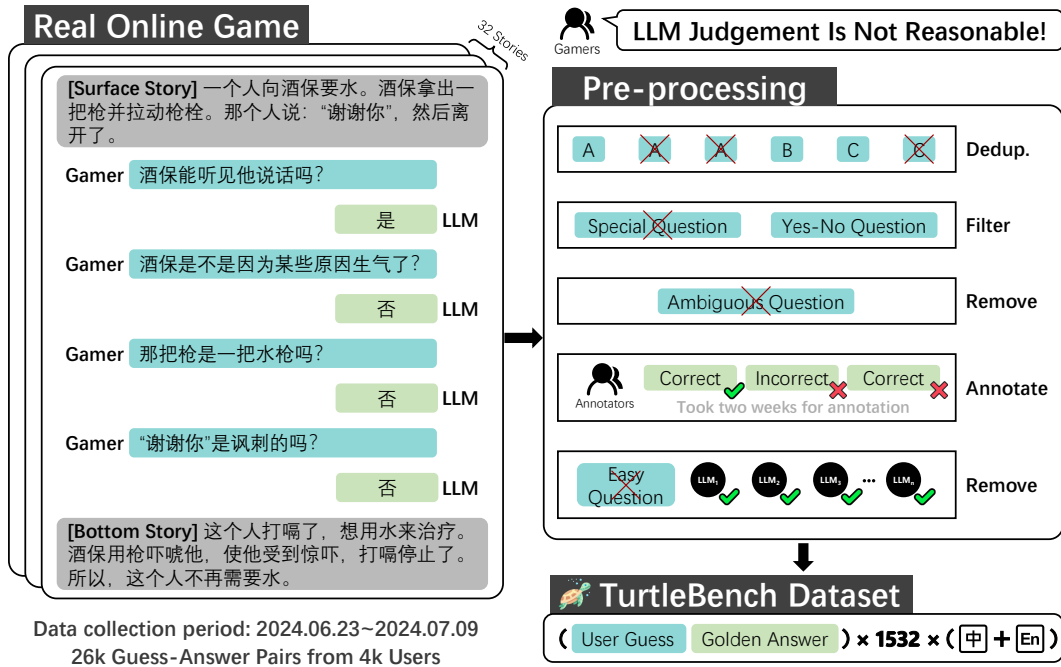 Real Online Game
32 Stories
[Surface Story] 一个人向酒保要水。酒保拿出一
把枪并拉动枪栓。那个人说：“谢谢你”，然后离
开了。
Gamer 酒保能听见他说话吗？
是 LLM
Gamer 酒保是不是因为某些原因生气了？
否 LLM
Gamer 那把枪是一把水枪吗？
否 LLM
Gamer “谢谢你”是讽刺的吗？
否 LLM
[Bottom Story] 这个人打嗝了，想用水来治疗。
酒保用枪吓唬他，使他受到惊吓，打嗝停止了。
所以，这个人不再需要水。
Data collection period: 2024.06.23~2024.07.09
26k Guess-Answer Pairs from 4k Users
Gamers
LLM Judgement Is Not Reasonable!
Pre-processing
A A A B C C Dedup.
Special Question Yes-No Question Filter
Ambiguous Question Remove
Annotators Correct Incorrect Correct Annotate
Took two weeks for annotation
Easy
Question LLM₁ LLM₂ LLM₃ ... LLMₙ Remove
TurtleBench Dataset
( User Guess Golden Answer ) × 1532 × ( 中 + En )